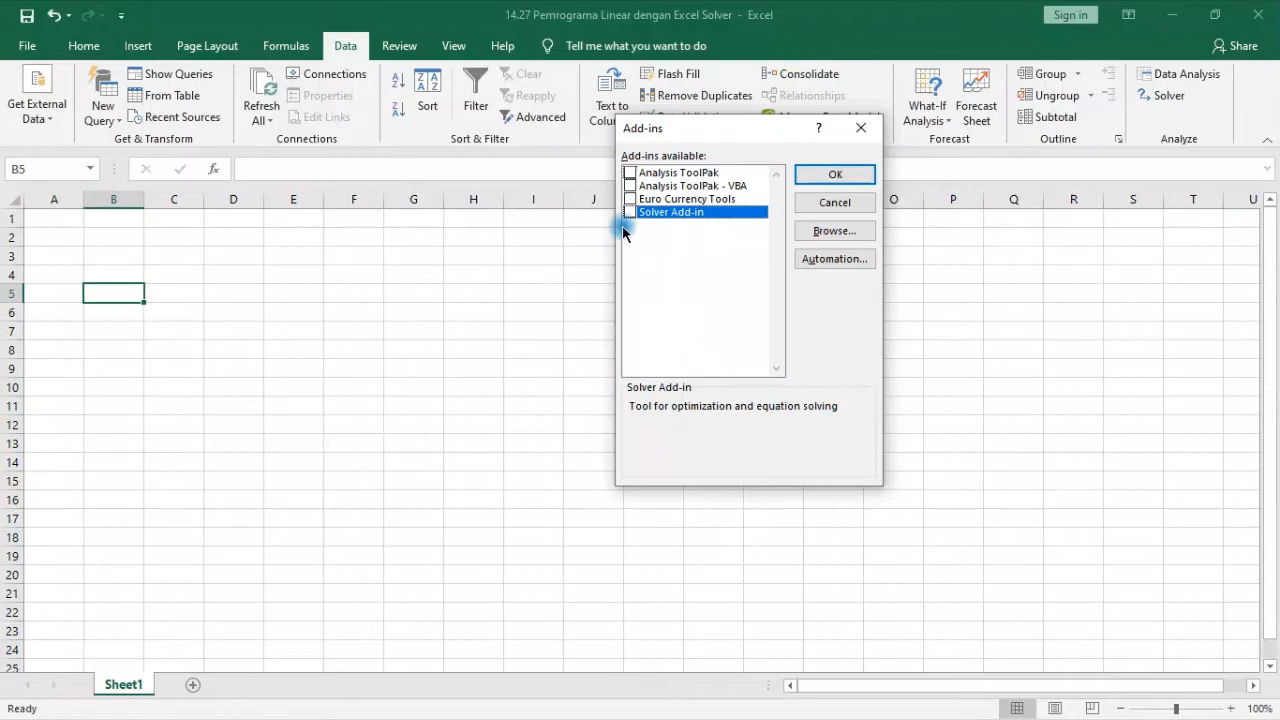 14.27 Pemrograma Linear dengan Excel Solver - Excel
Sign in
File Home Insert Page Layout Formulas Data Review View Help Tell me what you want to do Share
Get External Data
New Query
Show Queries
From Table
Recent Sources
Get & Transform
Refresh All
Connections
Properties
Edit Links
Connections
Sort
Filter
Clear
Reapply
Advanced
Sort & Filter
Text to
Flash Fill
Remove Duplicates
Consolidate
Relationships
What-If Analysis
Forecast Sheet
Forecast
Group
Ungroup
Subtotal
Outline
Data Analysis
Solver
Analyze
B5
fx
A B C D E F G H I J O P Q R S T U
1
2
3
4
5
6
7
8
9
10
11
12
13
14
15
16
17
18
19
20
21
22
23
24
25
Add-ins
?
Add-ins available:
Analysis ToolPak
Analysis ToolPak - VBA
Euro Currency Tools
Solver Add-in
OK
Cancel
Browse...
Automation...
Solver Add-in
Tool for optimization and equation solving
Sheet1
Ready
100%